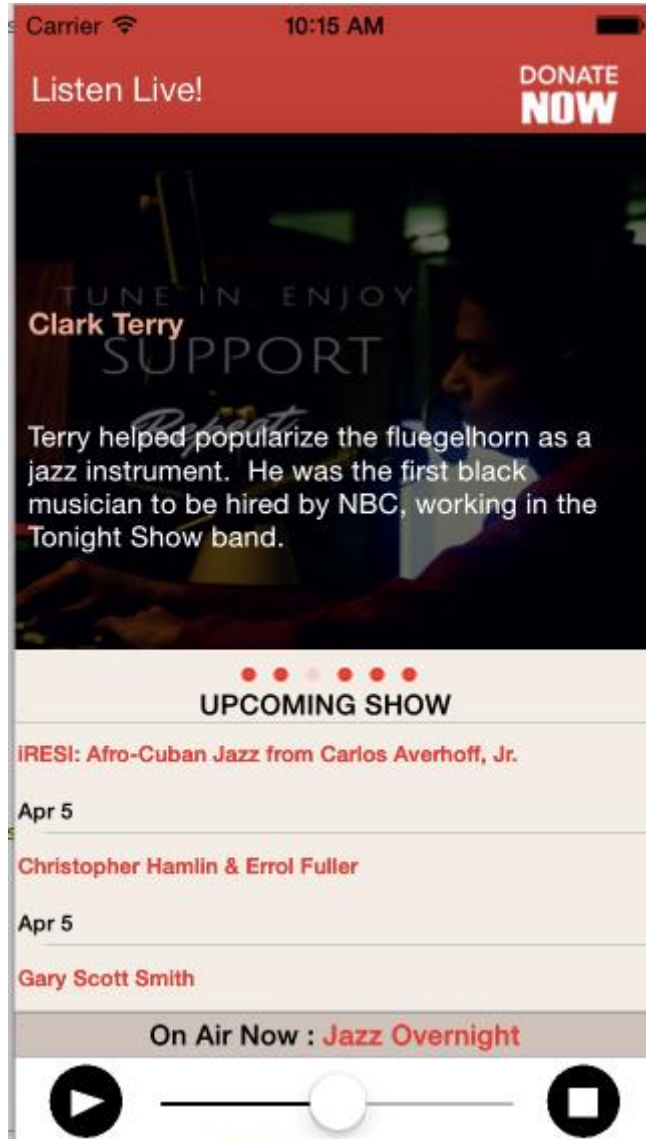 Carrier 10:15 AM
Listen Live!
DONATE
NOW
TUNE IN. ENJOY
Clark Terry
SUPPORT
Repeat
Terry helped popularize the fluegelhorn as a
jazz instrument. He was the first black
musician to be hired by NBC, working in the
Tonight Show band.
UPCOMING SHOW
iRESI: Afro-Cuban Jazz from Carlos Averhoff, Jr.
Apr 5
Christopher Hamlin & Errol Fuller
Apr 5
Gary Scott Smith
On Air Now : Jazz Overnight